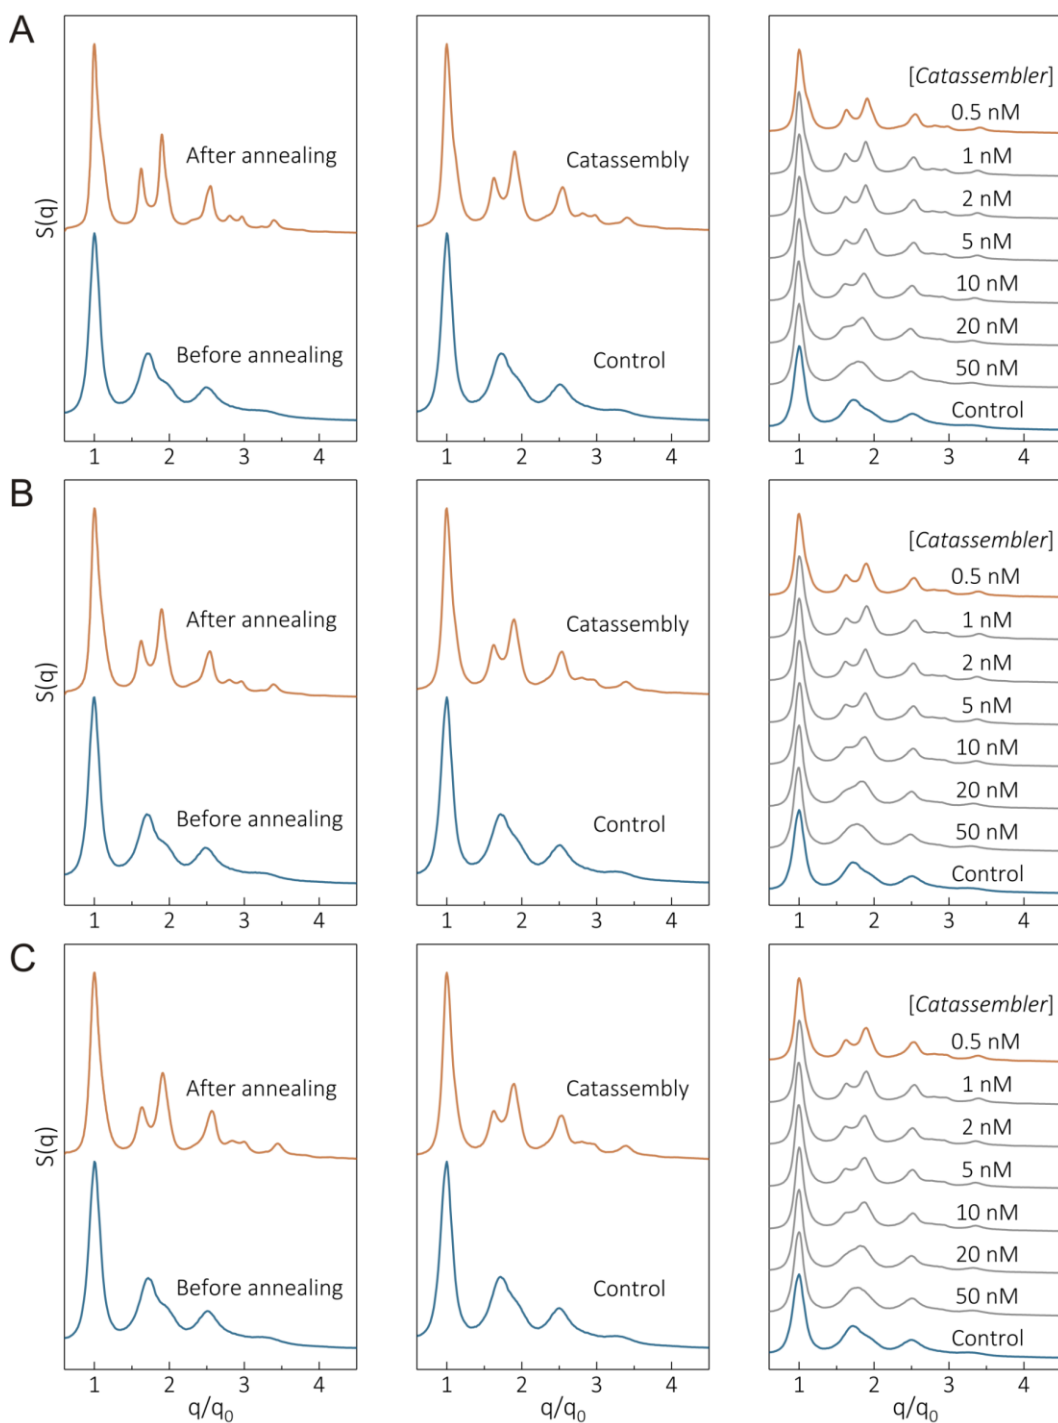 A
S(q)
After annealing
Before annealing
1 2 3 4
Catassembly
Control
1 2 3 4
[Catassembler]
0.5 nM
1 nM
2 nM
5 nM
10 nM
20 nM
50 nM
Control
1 2 3 4
B
S(q)
After annealing
Before annealing
1 2 3 4
Catassembly
Control
1 2 3 4
[Catassembler]
0.5 nM
1 nM
2 nM
5 nM
10 nM
20 nM
50 nM
Control
1 2 3 4
C
S(q)
After annealing
Before annealing
1 2 3 4
q/q0
Catassembly
Control
1 2 3 4
q/q0
[Catassembler]
0.5 nM
1 nM
2 nM
5 nM
10 nM
20 nM
50 nM
Control
1 2 3 4
q/q0